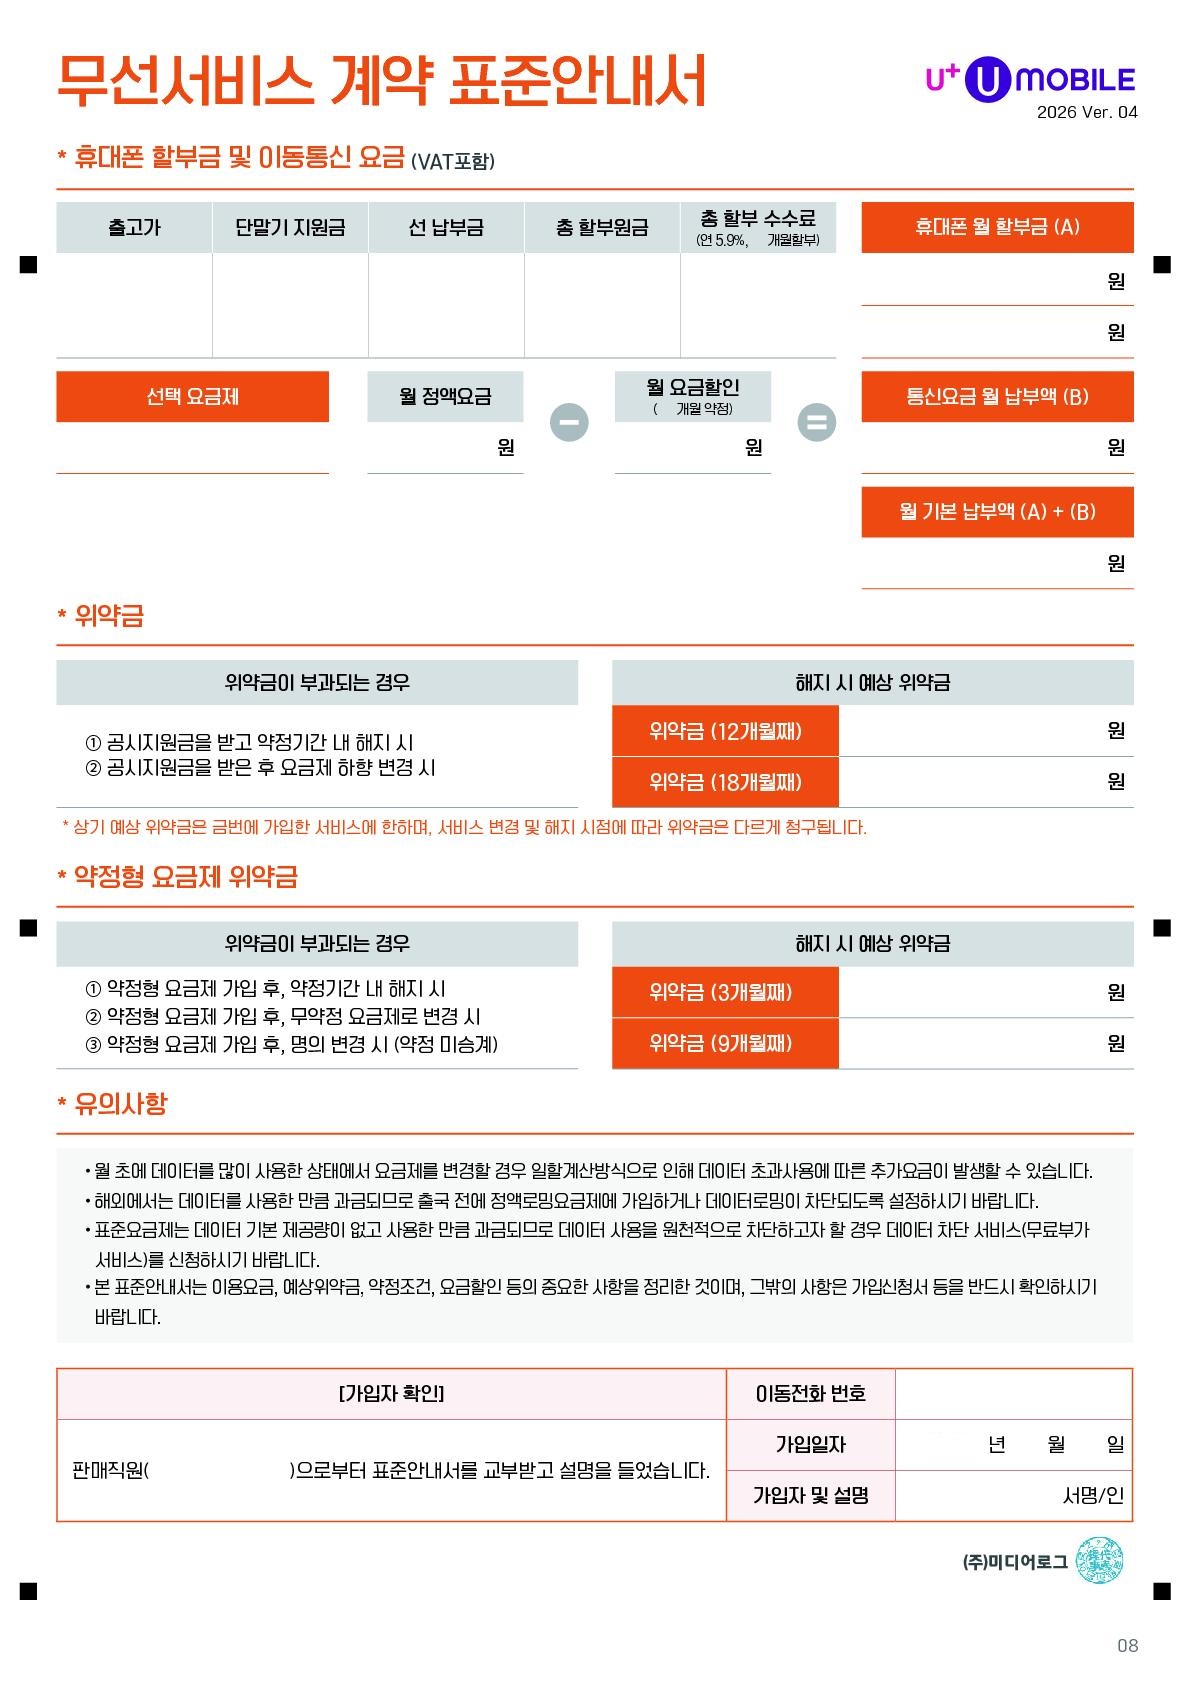 무선서비스 계약 표준안내서
U+ U MOBILE
2026 Ver. 04
* 휴대폰 할부금 및 이동통신 요금 (VAT포함)
출고가 단말기 지원금 선 납부금 총 할부원금 총 할부 수수료 휴대폰 월 할부금 (A)
(연 5.9%, 개월할부)
원
원
선택 요금제 월 정액요금 월 요금할인 통신요금 월 납부액 (B)
( 개월 약정)
원 원 원
월 기본 납부액 (A) + (B)
원
* 위약금
위약금이 부과되는 경우 해지 시 예상 위약금
① 공시지원금을 받고 약정기간 내 해지 시
② 공시지원금을 받은 후 요금제 하향 변경 시
위약금 (12개월째) 원
위약금 (18개월째) 원
* 상기 예상 위약금은 금번에 가입한 서비스에 한하며, 서비스 변경 및 해지 시점에 따라 위약금은 다르게 청구됩니다.
* 약정형 요금제 위약금
위약금이 부과되는 경우 해지 시 예상 위약금
① 약정형 요금제 가입 후, 약정기간 내 해지 시
② 약정형 요금제 가입 후, 무약정 요금제로 변경 시
③ 약정형 요금제 가입 후, 명의 변경 시 (약정 미승계)
위약금 (3개월째) 원
위약금 (9개월째) 원
* 유의사항
• 월 초에 데이터를 많이 사용한 상태에서 요금제를 변경할 경우 일할계산방식으로 인해 데이터 초과사용에 따른 추가요금이 발생할 수 있습니다.
• 해외에서는 데이터를 사용한 만큼 과금되므로 출국 전에 정액로밍요금제에 가입하거나 데이터로밍이 차단되도록 설정하시기 바랍니다.
• 표준요금제는 데이터 기본 제공량이 없고 사용한 만큼 과금되므로 데이터 사용을 원천적으로 차단하고자 할 경우 데이터 차단 서비스(무료부가
서비스)를 신청하시기 바랍니다.
• 본 표준안내서는 이용요금, 예상위약금, 약정조건, 요금할인 등의 중요한 사항을 정리한 것이며, 그밖의 사항은 가입신청서 등을 반드시 확인하시기
바랍니다.
[가입자 확인] 이동전화 번호
판매직원( )으로부터 표준안내서를 교부받고 설명을 들었습니다.
가입일자 년 월 일
가입자 및 설명 서명/인
(주)미디어로그
08